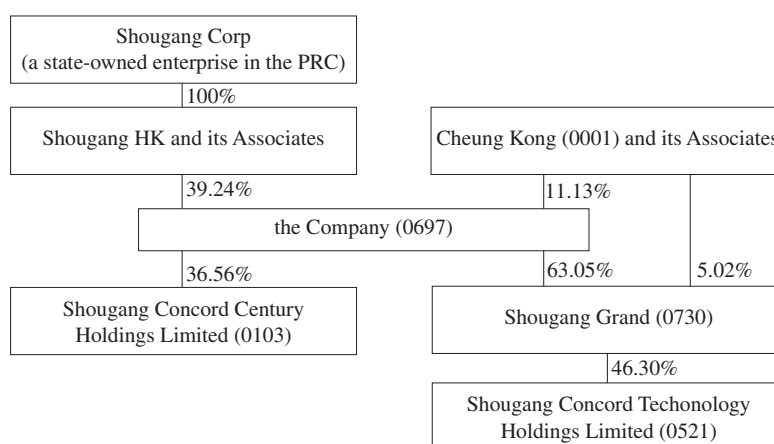 Shougang Corp
(a state-owned enterprise in the PRC)
100%
Shougang HK and its Associates
Cheung Kong (0001) and its Associates
39.24%
11.13%
the Company (0697)
36.56%
63.05%
5.02%
Shougang Concord Century
Holdings Limited (0103)
Shougang Grand (0730)
46.30%
Shougang Concord Techonology
Holdings Limited (0521)